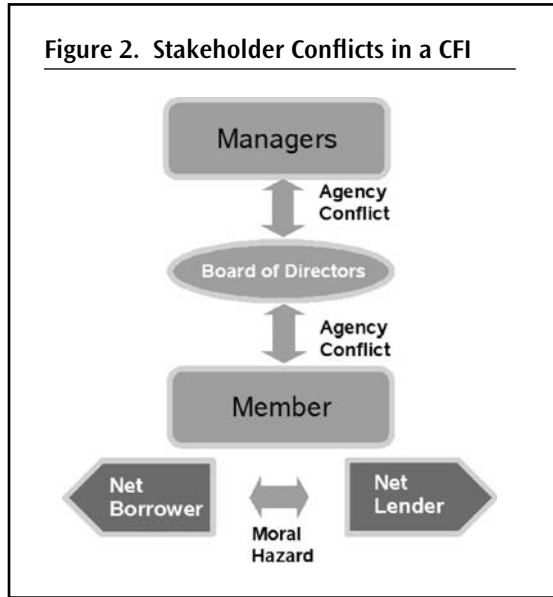 Figure 2. Stakeholder Conflicts in a CFI
Managers
Agency
Conflict
Board of Directors
Agency
Conflict
Member
Net
Borrower
Net
Lender
Moral
Hazard